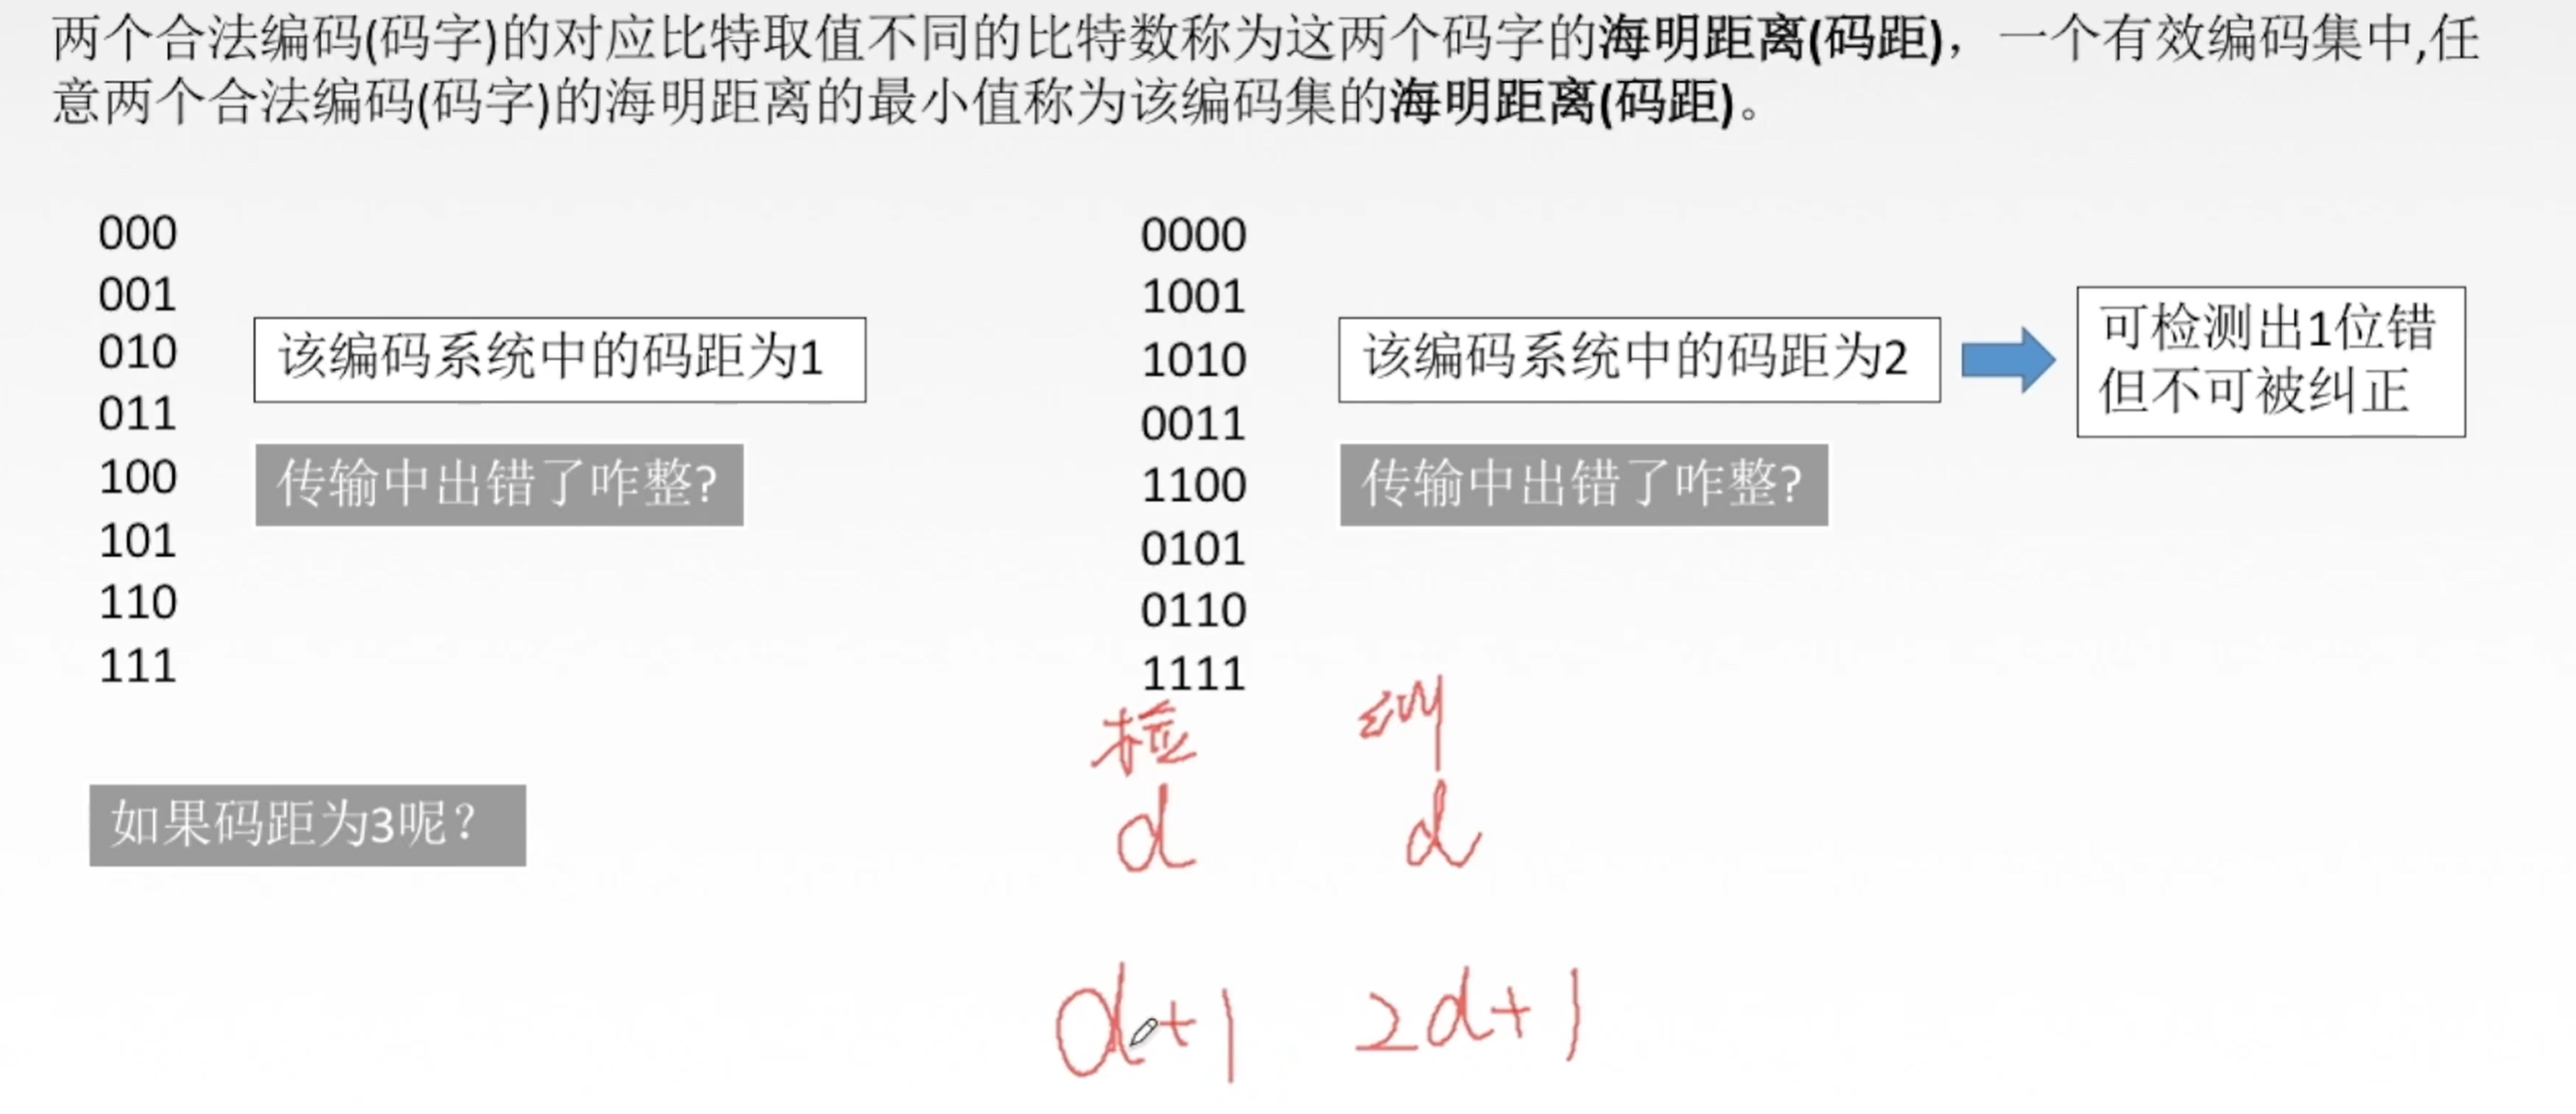 两个合法编码(码字)的对应比特取值不同的比特数称为这两个码字的海明距离(码距)，一个有效编码集中,任
意两个合法编码(码字)的海明距离的最小值称为该编码集的海明距离(码距)。
000
001
010
011
100
101
110
111
该编码系统中的码距为1
传输中出错了咋整?
0000
1001
1010
0011
1100
0101
0110
1111
该编码系统中的码距为2
可检测出1位错
但不可被纠正
传输中出错了咋整?
如果码距为3呢?
检 纠
d d
d+1 2d+1